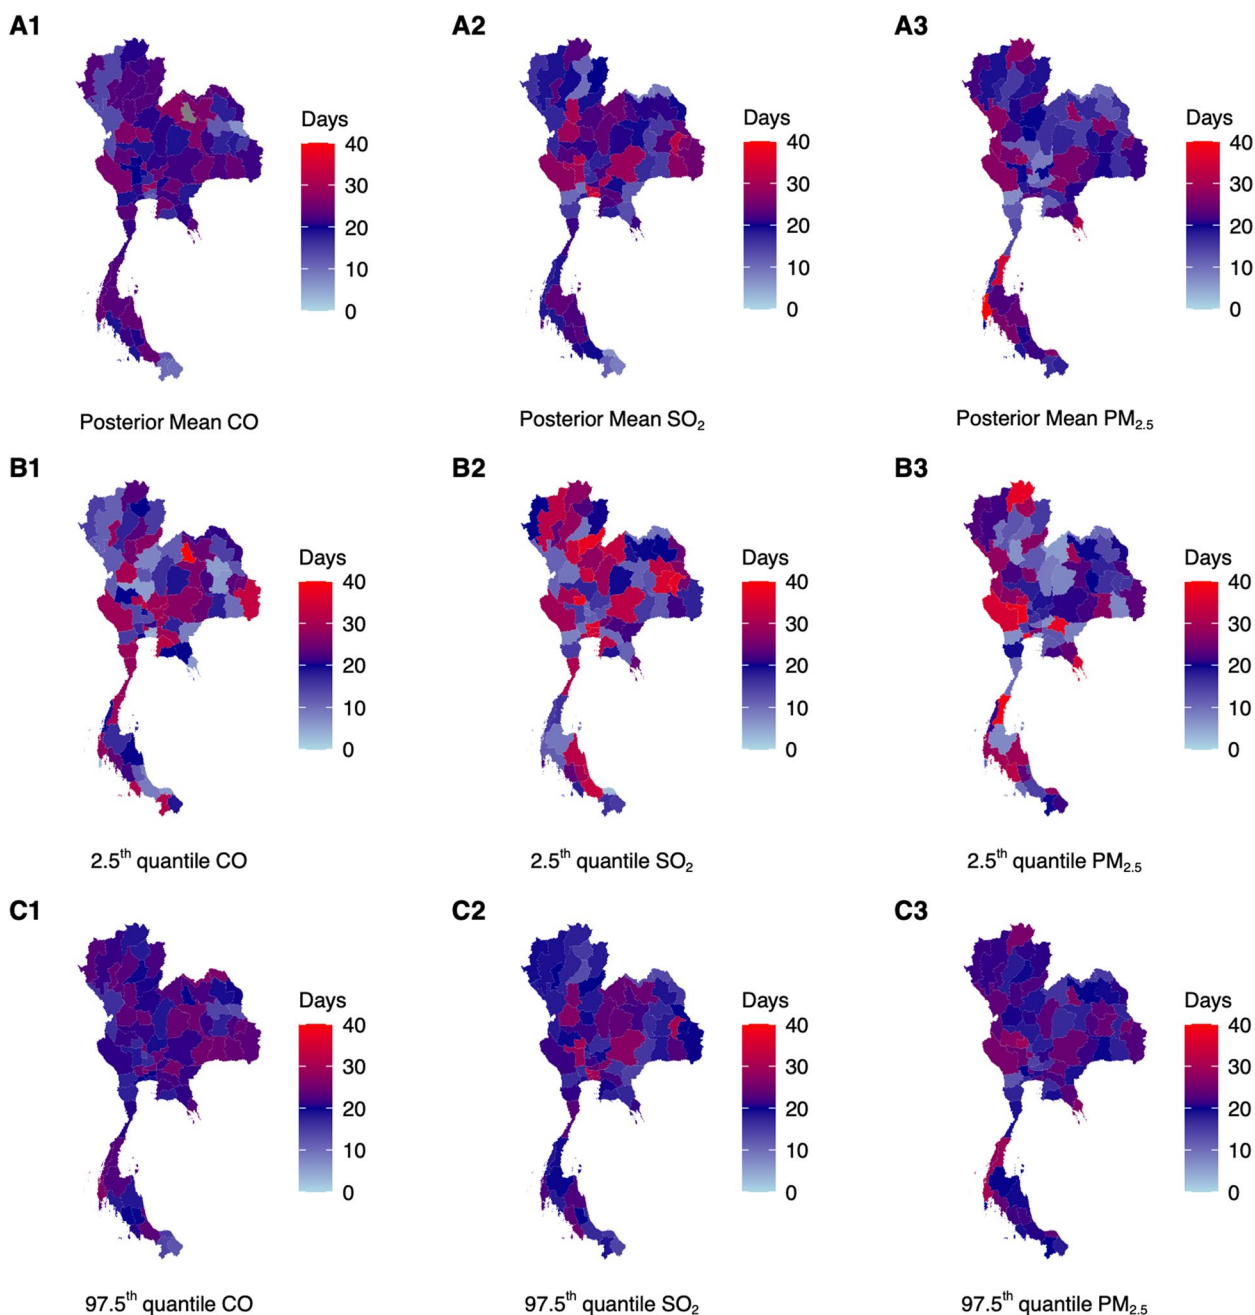 A1
A2
A3
Days
40
30
20
10
0
Days
40
30
20
10
0
Days
40
30
20
10
0
Posterior Mean CO
Posterior Mean SO₂
Posterior Mean PM₂.₅
B1
B2
B3
Days
40
30
20
10
0
Days
40
30
20
10
0
Days
40
30
20
10
0
2.5ᵗʰ quantile CO
2.5ᵗʰ quantile SO₂
2.5ᵗʰ quantile PM₂.₅
C1
C2
C3
Days
40
30
20
10
0
Days
40
30
20
10
0
Days
40
30
20
10
0
97.5ᵗʰ quantile CO
97.5ᵗʰ quantile SO₂
97.5ᵗʰ quantile PM₂.₅